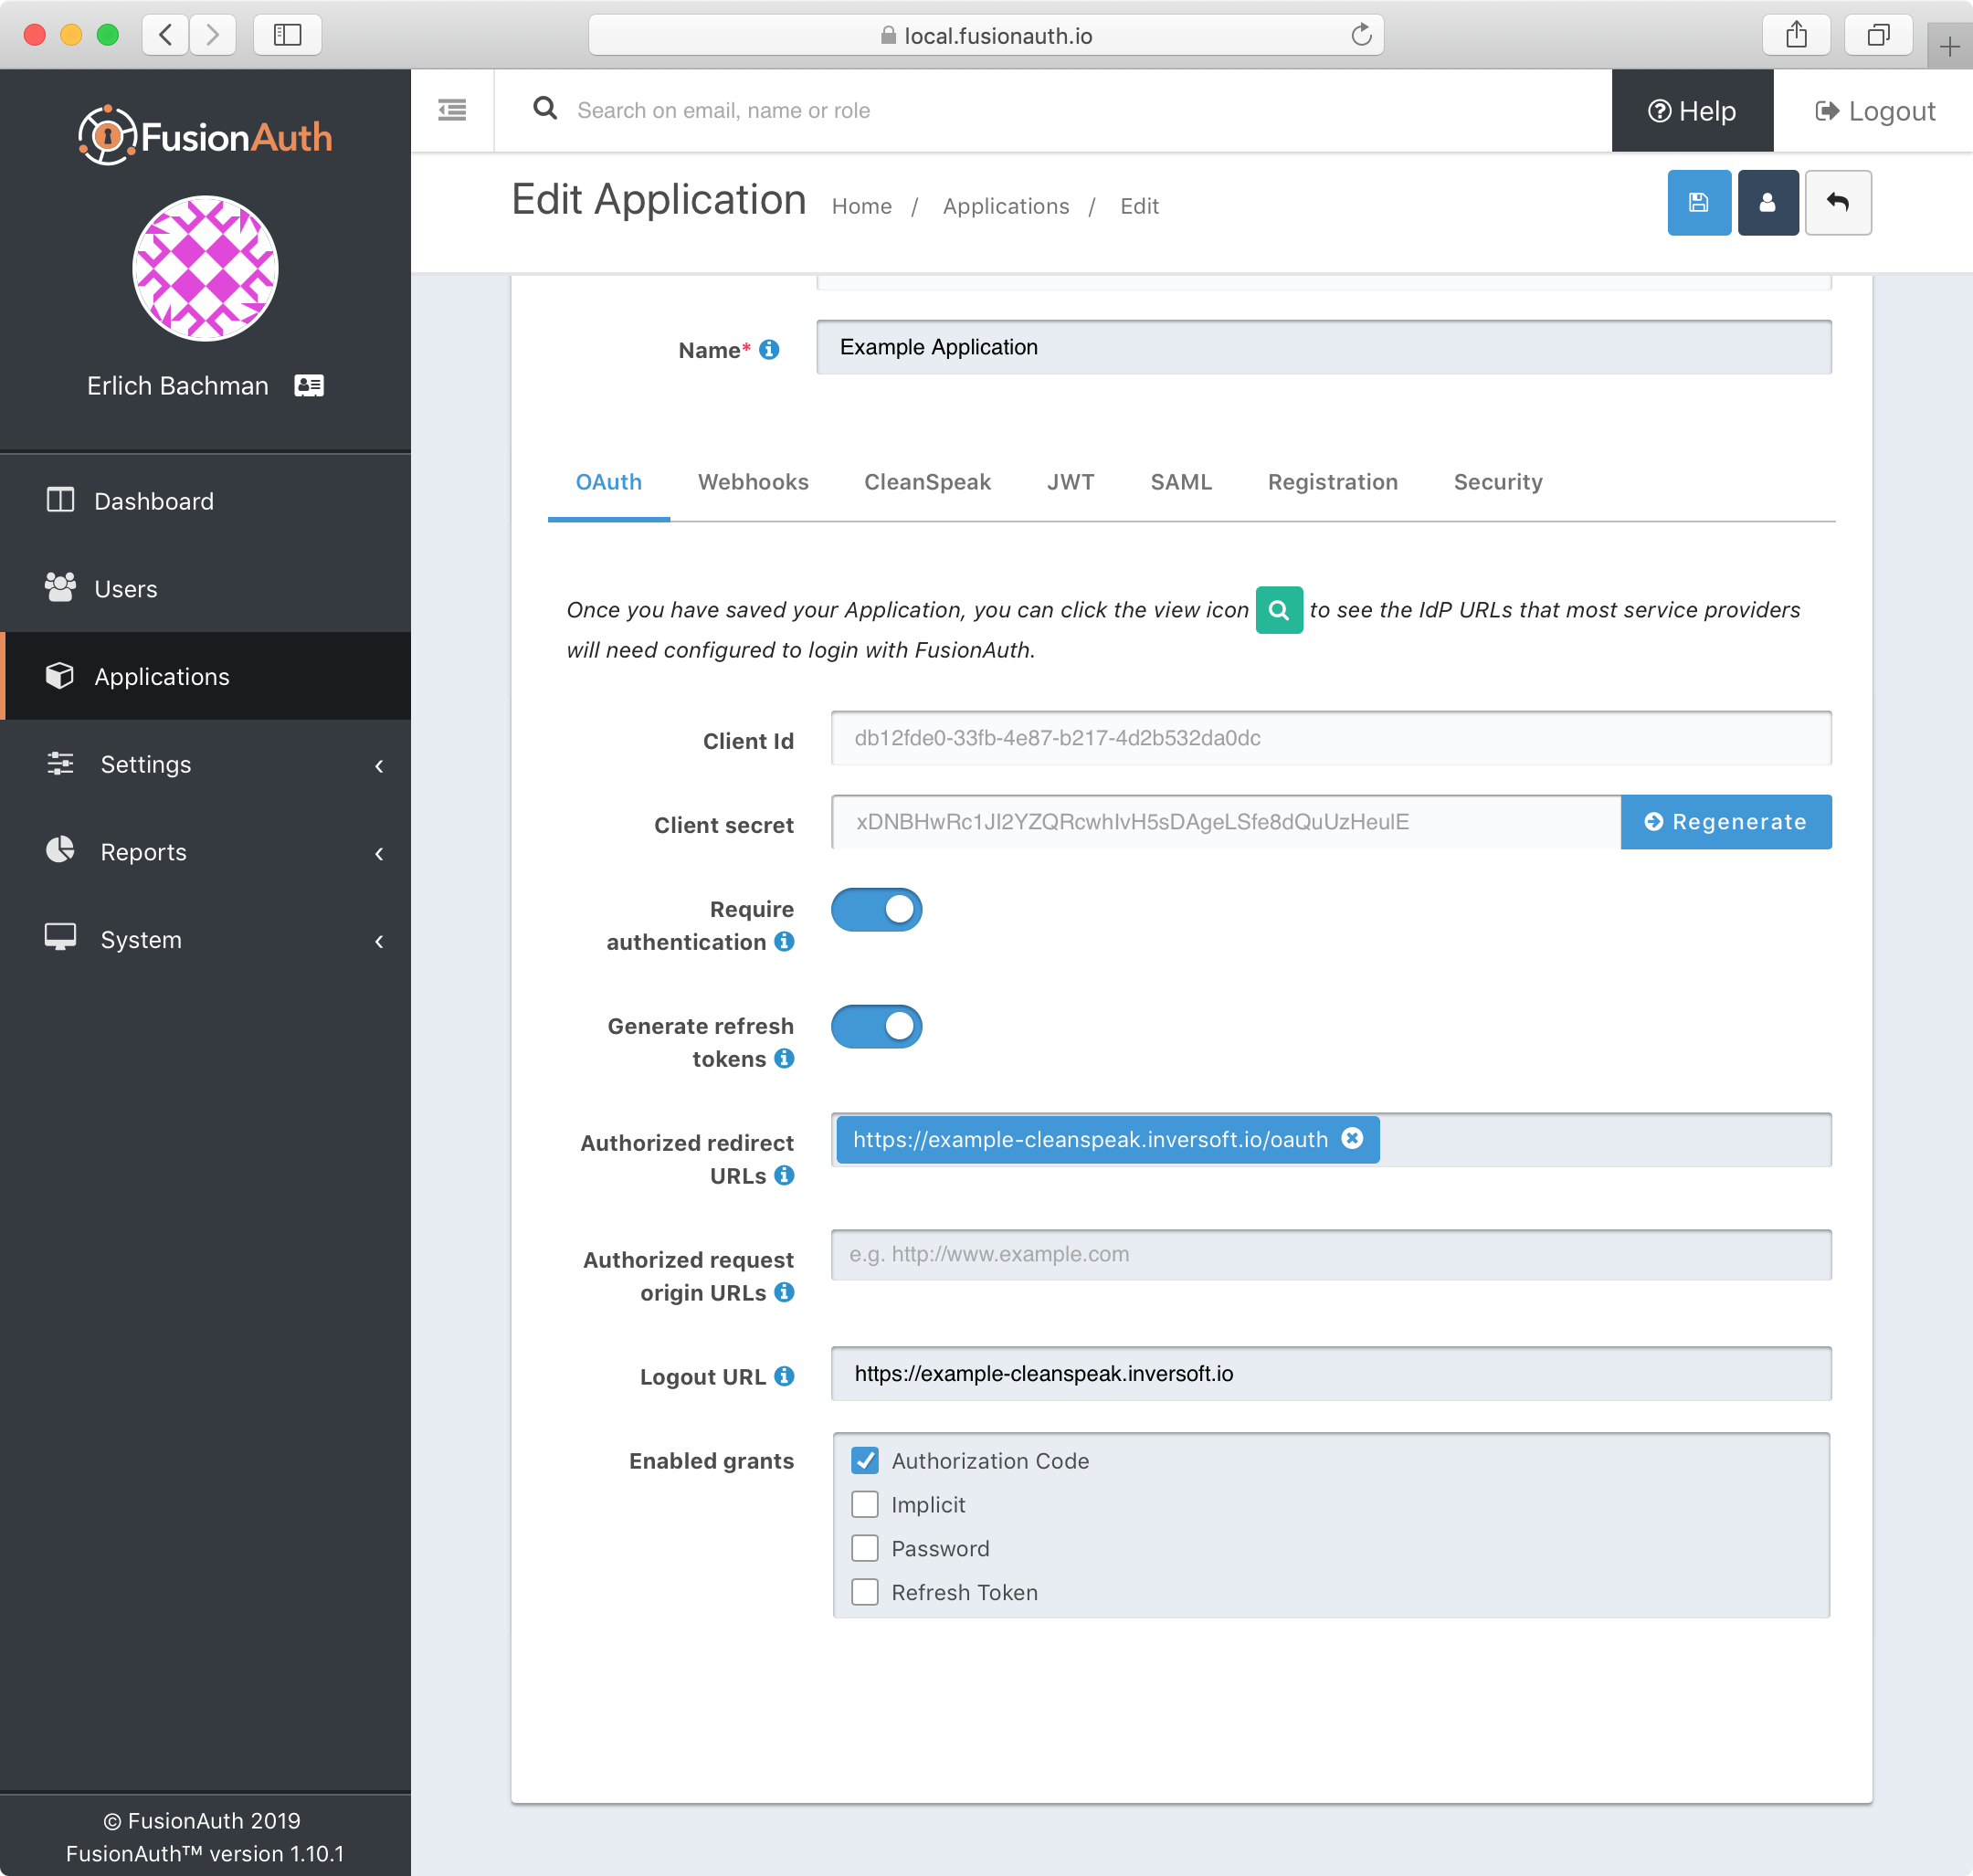 local.fusionauth.io
FusionAuth
Search on email, name or role
Help
Logout
Edit Application
Home / Applications / Edit
Erlich Bachman
Dashboard
Users
Applications
Settings
Reports
System
© FusionAuth 2019
FusionAuth™ version 1.10.1
Name*
Example Application
OAuth Webhooks CleanSpeak JWT SAML Registration Security
Once you have saved your Application, you can click the view icon to see the IdP URLs that most service providers
will need configured to login with FusionAuth.
Client Id
db12fde0-33fb-4e87-b217-4d2b532da0dc
Client secret
xDNBHwRc1JI2YZQRcwhIvH5sDAgeLSfe8dQuUzHeulE
Regenerate
Require
authentication
Generate refresh
tokens
Authorized redirect
URLs
https://example-cleanspeak.inversoft.io/oauth
Authorized request
origin URLs
e.g. http://www.example.com
Logout URL
https://example-cleanspeak.inversoft.io
Enabled grants
Authorization Code
Implicit
Password
Refresh Token